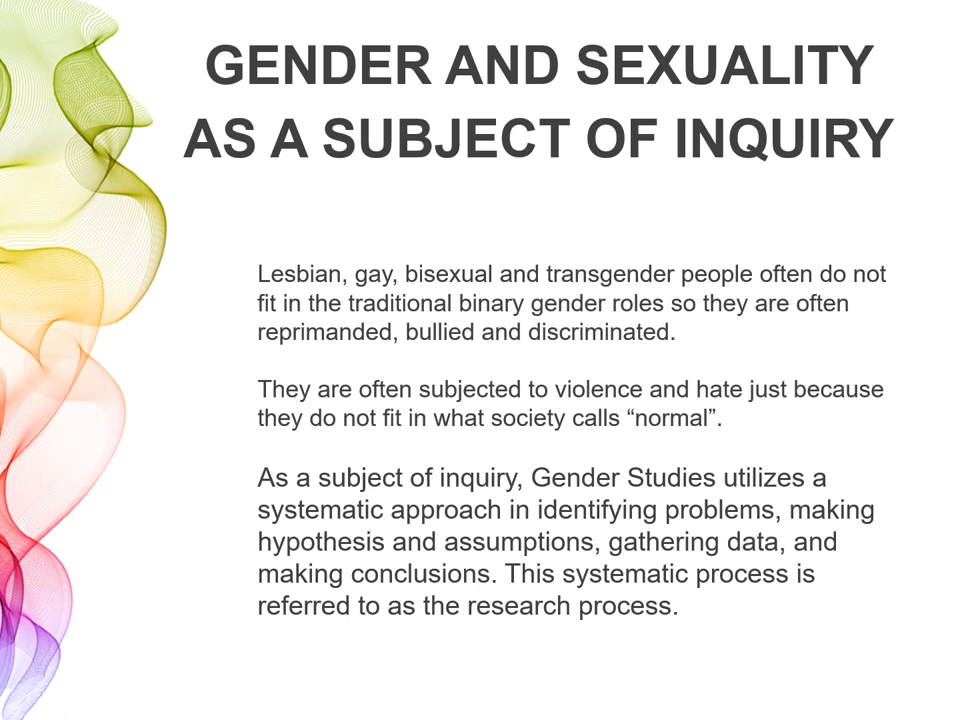 GENDER AND SEXUALITY
AS A SUBJECT OF INQUIRY
Lesbian, gay, bisexual and transgender people often do not
fit in the traditional binary gender roles so they are often
reprimanded, bullied and discriminated.
They are often subjected to violence and hate just because
they do not fit in what society calls “normal”.
As a subject of inquiry, Gender Studies utilizes a
systematic approach in identifying problems, making
hypothesis and assumptions, gathering data, and
making conclusions. This systematic process is
referred to as the research process.